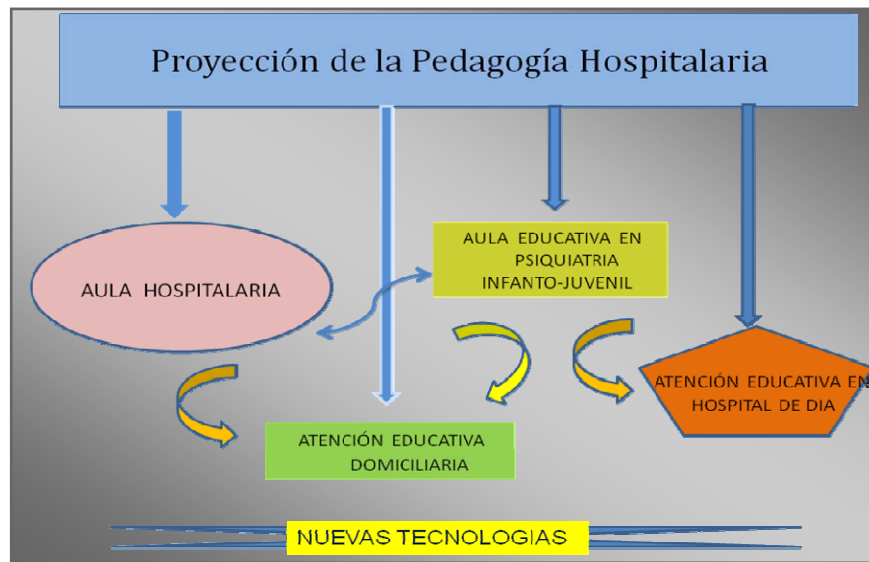 Proyección de la Pedagogía Hospitalaria
AULA HOSPITALARIA
AULA EDUCATIVA EN
PSIQUIATRIA
INFANTO-JUVENIL
ATENCIÓN EDUCATIVA EN
HOSPITAL DE DIA
ATENCIÓN EDUCATIVA
DOMICILIARIA
NUEVAS TECNOLOGIAS